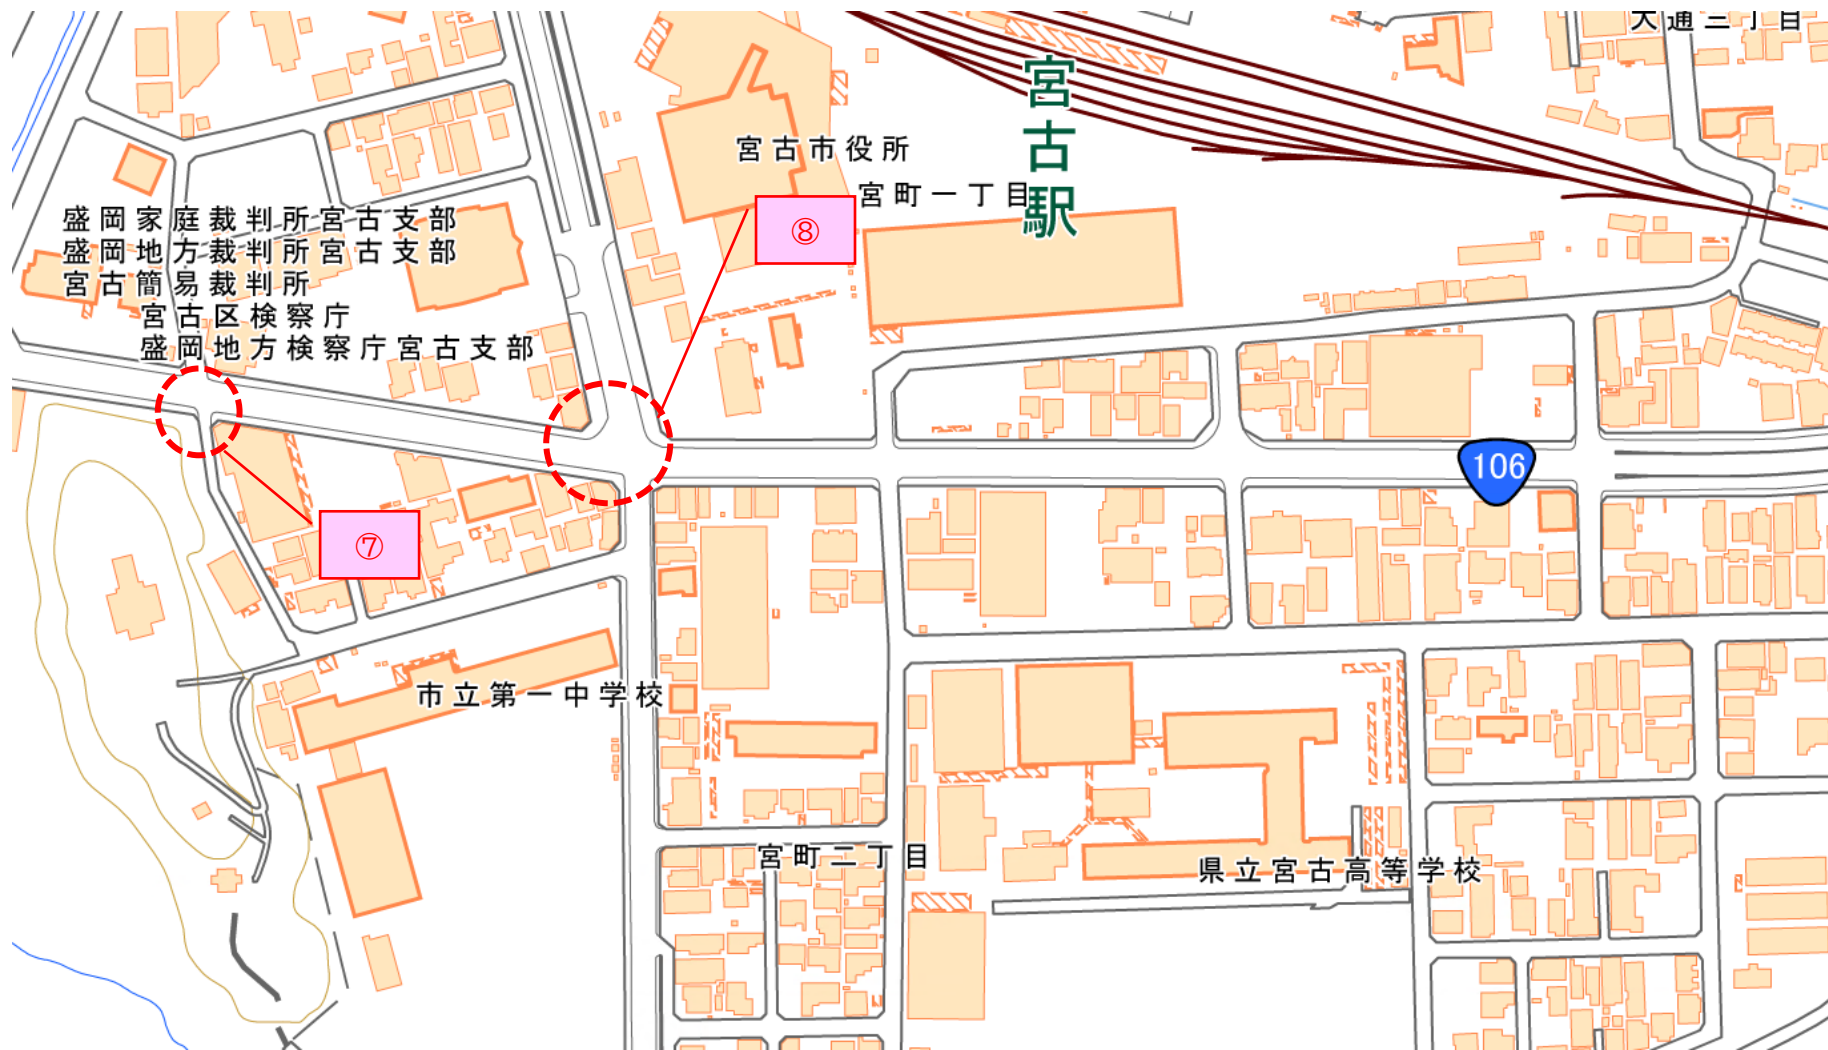 大通三丁目
宮古駅
宮古市役所
宮町一丁目
⑧
盛岡家庭裁判所宮古支部
盛岡地方裁判所宮古支部
宮古簡易裁判所
宮古区検察庁
盛岡地方検察庁宮古支部
106
⑦
市立第一中学校
宮町二丁目
県立宮古高等学校